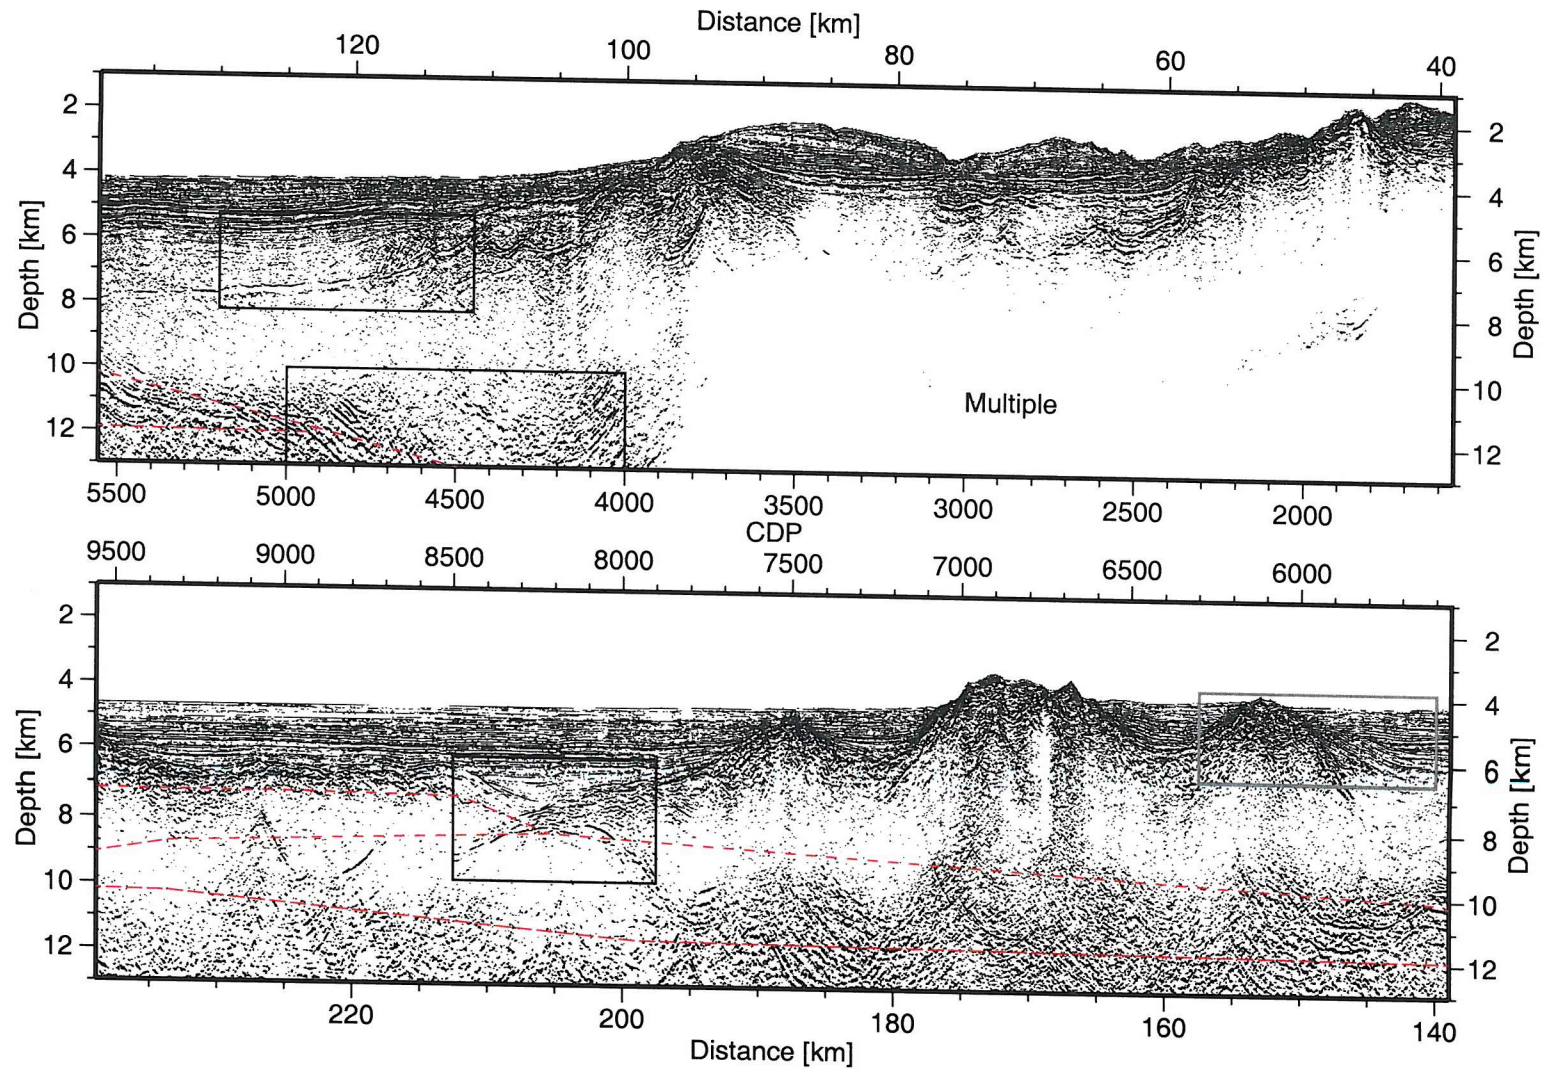 Distance [km]
120 100 80 60 40
2 2
4 4
6 6
8 8
10 10
12 12
Depth [km]
Depth [km]
Multiple
5500 5000 4500 4000 3500 3000 2500 2000
CDP
9500 9000 8500 8000 7500 7000 6500 6000
2 2
4 4
6 6
8 8
10 10
12 12
Depth [km]
Depth [km]
220 200 180 160 140
Distance [km]